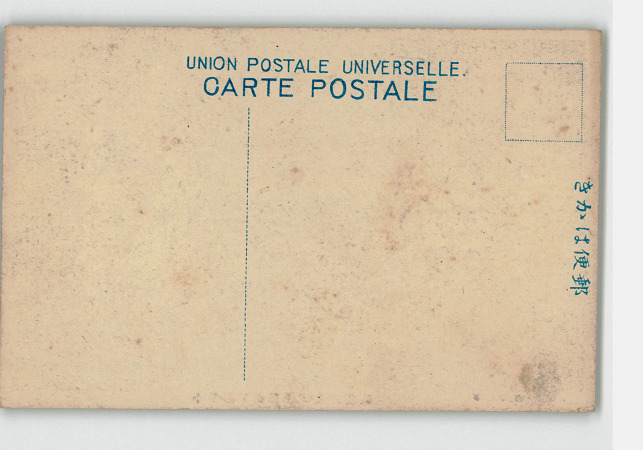 UNION POSTALE UNIVERSELLE.
CARTE POSTALE
きかは便郵